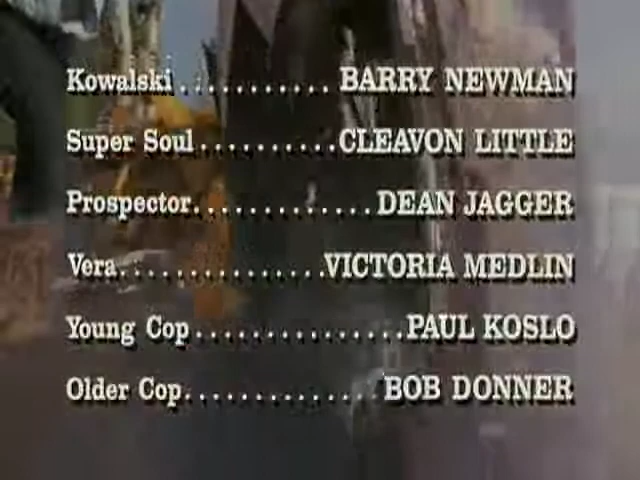 Kowalski........... BARRY NEWMAN
Super Soul..........CLEAVON LITTLE
Prospector.............DEAN JAGGER
Vera...............VICTORIA MEDLIN
Young Cop...............PAUL KOSLO
Older Cop.............. BOB DONNER